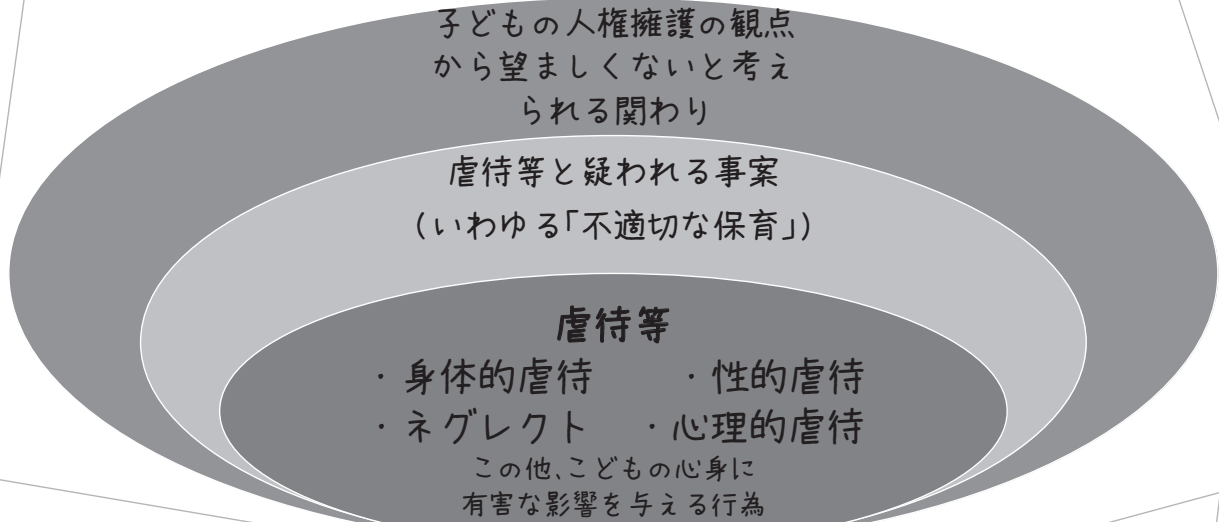 子どもの人権擁護の観点
から望ましくないと考え
られる関わり
虐待等と疑われる事案
(いわゆる「不適切な保育」)
虐待等
・身体的虐待 ・性的虐待
・ネグレクト ・心理的虐待
この他、こどもの心身に
有害な影響を与える行為